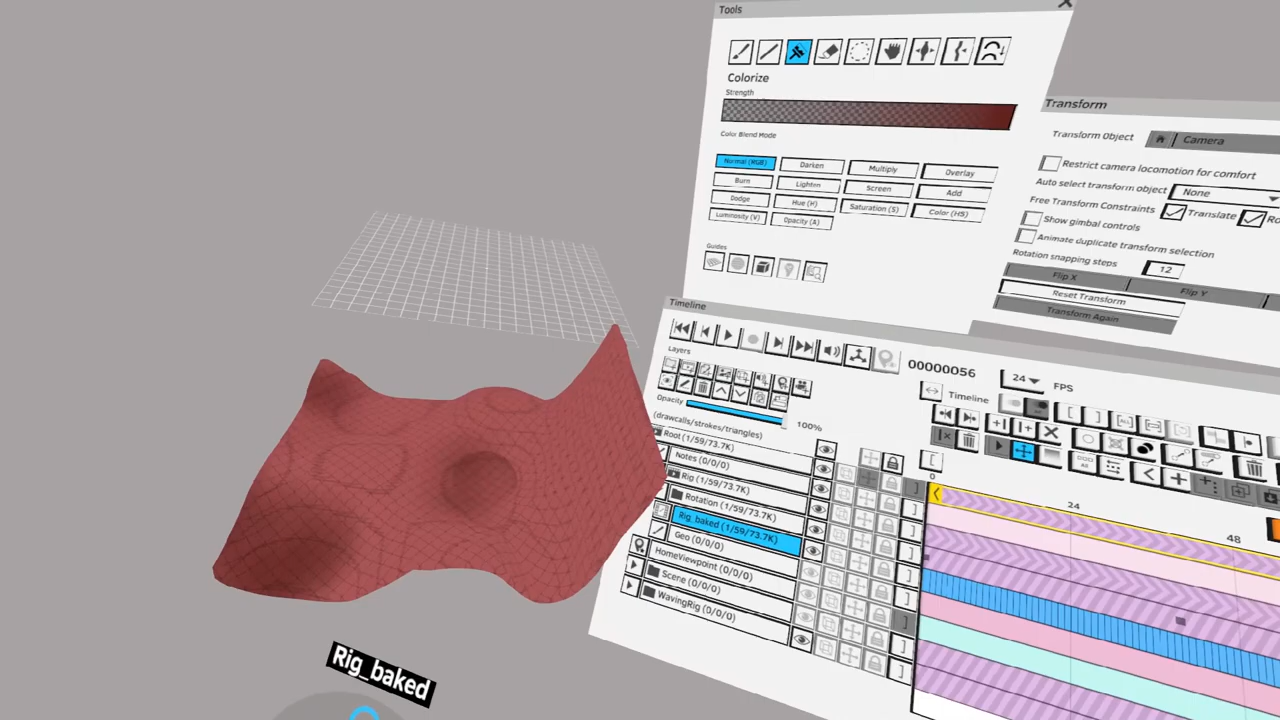 Tools
Colorize
Strength
Color Blend Mode
Normal (RGB) Darken Multiply Overlay
Burn Lighten Screen Add
Dodge Hue (H) Saturation (S) Color (HS)
Luminosity (V) Opacity (A)
Guides
Transform
Transform Object Camera
Restrict camera locomotion for comfort
Auto select transform object None
Free Transform Constraints Translate Ro
Show gimbal controls
Animate duplicate transform selection
Rotation snapping steps 12
Flip X Flip Y
Reset Transform
Transform Again
Timeline
00000056 24 FPS
Layers
Timeline
Opacity 100%
(drawcalls/strokes/triangles)
Root (1/59/73.7K)
Notes (0/0/0)
Rig (1/59/73.7K)
Rotation (1/59/73.7K)
Rig_baked (1/59/73.7K)
Geo (0/0/0)
HomeViewpoint (0/0/0)
Scene (0/0/0)
WavingRig (0/0/0)
0 24 48
Rig_baked